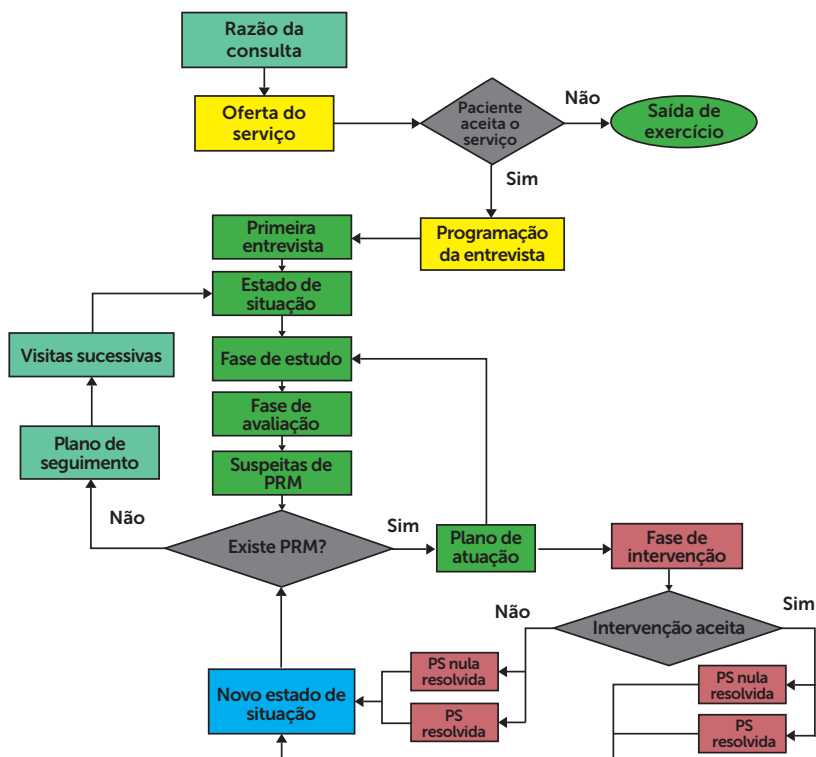 Razão da
consulta
Oferta do
serviço
Paciente
aceita o
serviço
Não
Saída de
exercício
Sim
Programação
da entrevista
Primeira
entrevista
Estado de
situação
Visitas sucessivas
Fase de estudo
Fase de
avaliação
Plano de
seguimento
Suspeitas de
PRM
Não
Existe PRM?
Sim
Plano de
atuação
Fase de
intervenção
Não
Intervenção aceita
Sim
PS nula
resolvida
PS
resolvida
Novo estado de
situação
PS nula
resolvida
PS
resolvida